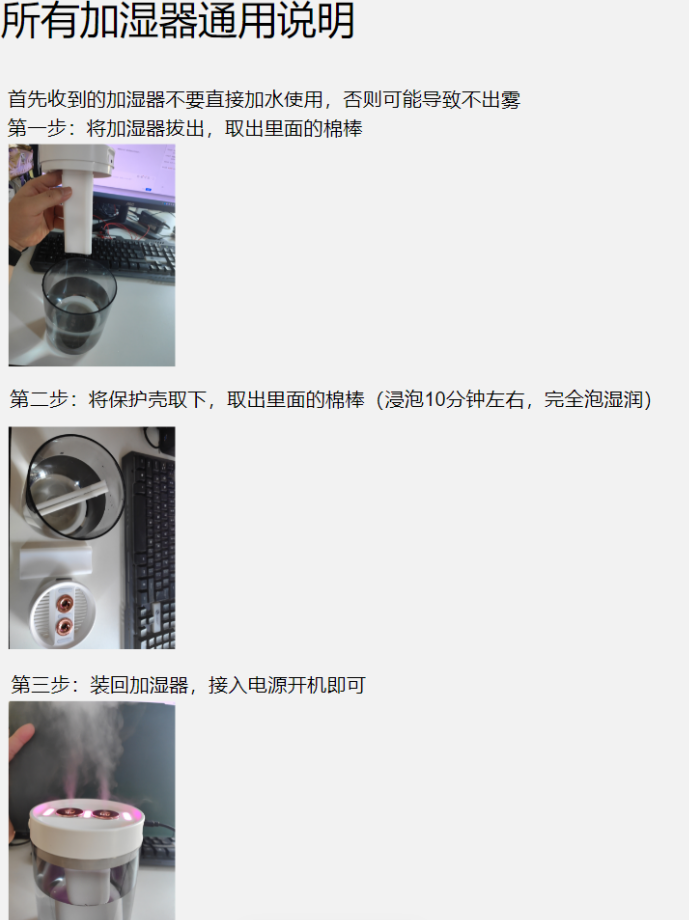 所有加湿器通用说明
首先收到的加湿器不要直接加水使用，否则可能导致不出雾
第一步：将加湿器拔出，取出里面的棉棒
第二步：将保护壳取下，取出里面的棉棒（浸泡10分钟左右，完全泡湿润）
第三步：装回加湿器，接入电源开机即可